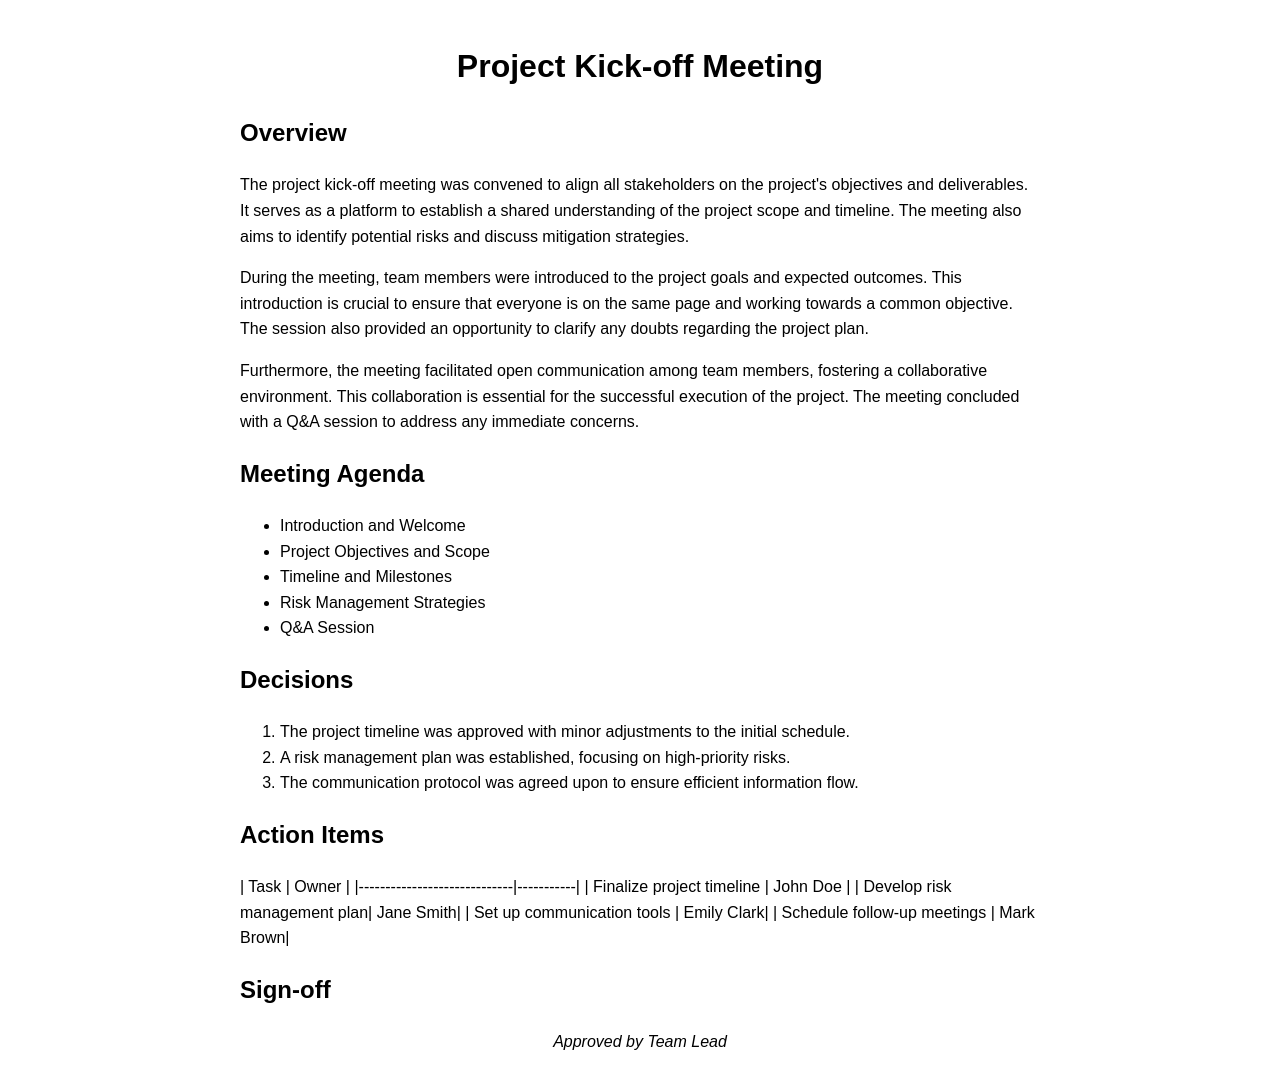 Project Kick-off Meeting
Overview
The project kick-off meeting was convened to align all stakeholders on the project's objectives and deliverables.
It serves as a platform to establish a shared understanding of the project scope and timeline. The meeting also
aims to identify potential risks and discuss mitigation strategies.
During the meeting, team members were introduced to the project goals and expected outcomes. This
introduction is crucial to ensure that everyone is on the same page and working towards a common objective.
The session also provided an opportunity to clarify any doubts regarding the project plan.
Furthermore, the meeting facilitated open communication among team members, fostering a collaborative
environment. This collaboration is essential for the successful execution of the project. The meeting concluded
with a Q&A session to address any immediate concerns.
Meeting Agenda
• Introduction and Welcome
• Project Objectives and Scope
• Timeline and Milestones
• Risk Management Strategies
• Q&A Session
Decisions
1. The project timeline was approved with minor adjustments to the initial schedule.
2. A risk management plan was established, focusing on high-priority risks.
3. The communication protocol was agreed upon to ensure efficient information flow.
Action Items
| Task | Owner | |-----------------------------|-----------| | Finalize project timeline | John Doe | | Develop risk
management plan| Jane Smith| | Set up communication tools | Emily Clark| | Schedule follow-up meetings | Mark
Brown|
Sign-off
Approved by Team Lead